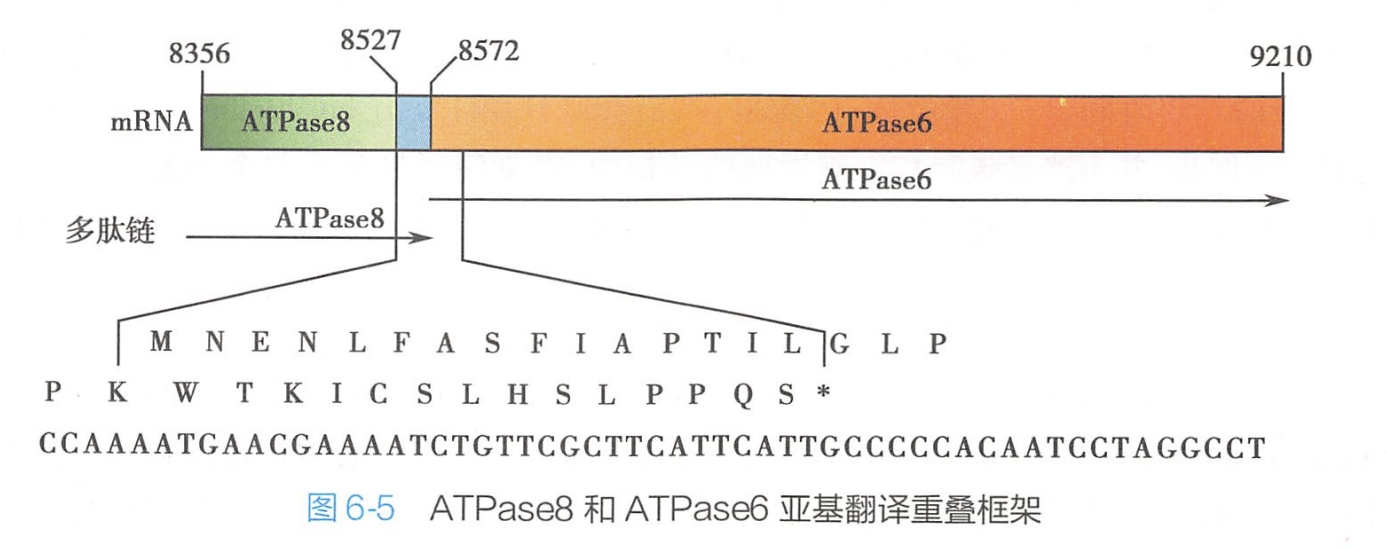 8356 8527 8572 9210
mRNA ATPase8 ATPase6
ATPase6
多肽链 ATPase8
M N E N L F A S F I A P T I L G L P
P K W T K I C S L H S L P P Q S *
CCAAAATGAACGAAAATCTGTTCGCTTCATTCATTGCCCCCACAATCCTAGGCCT
图 6-5 ATPase8 和 ATPase6 亚基翻译重叠框架